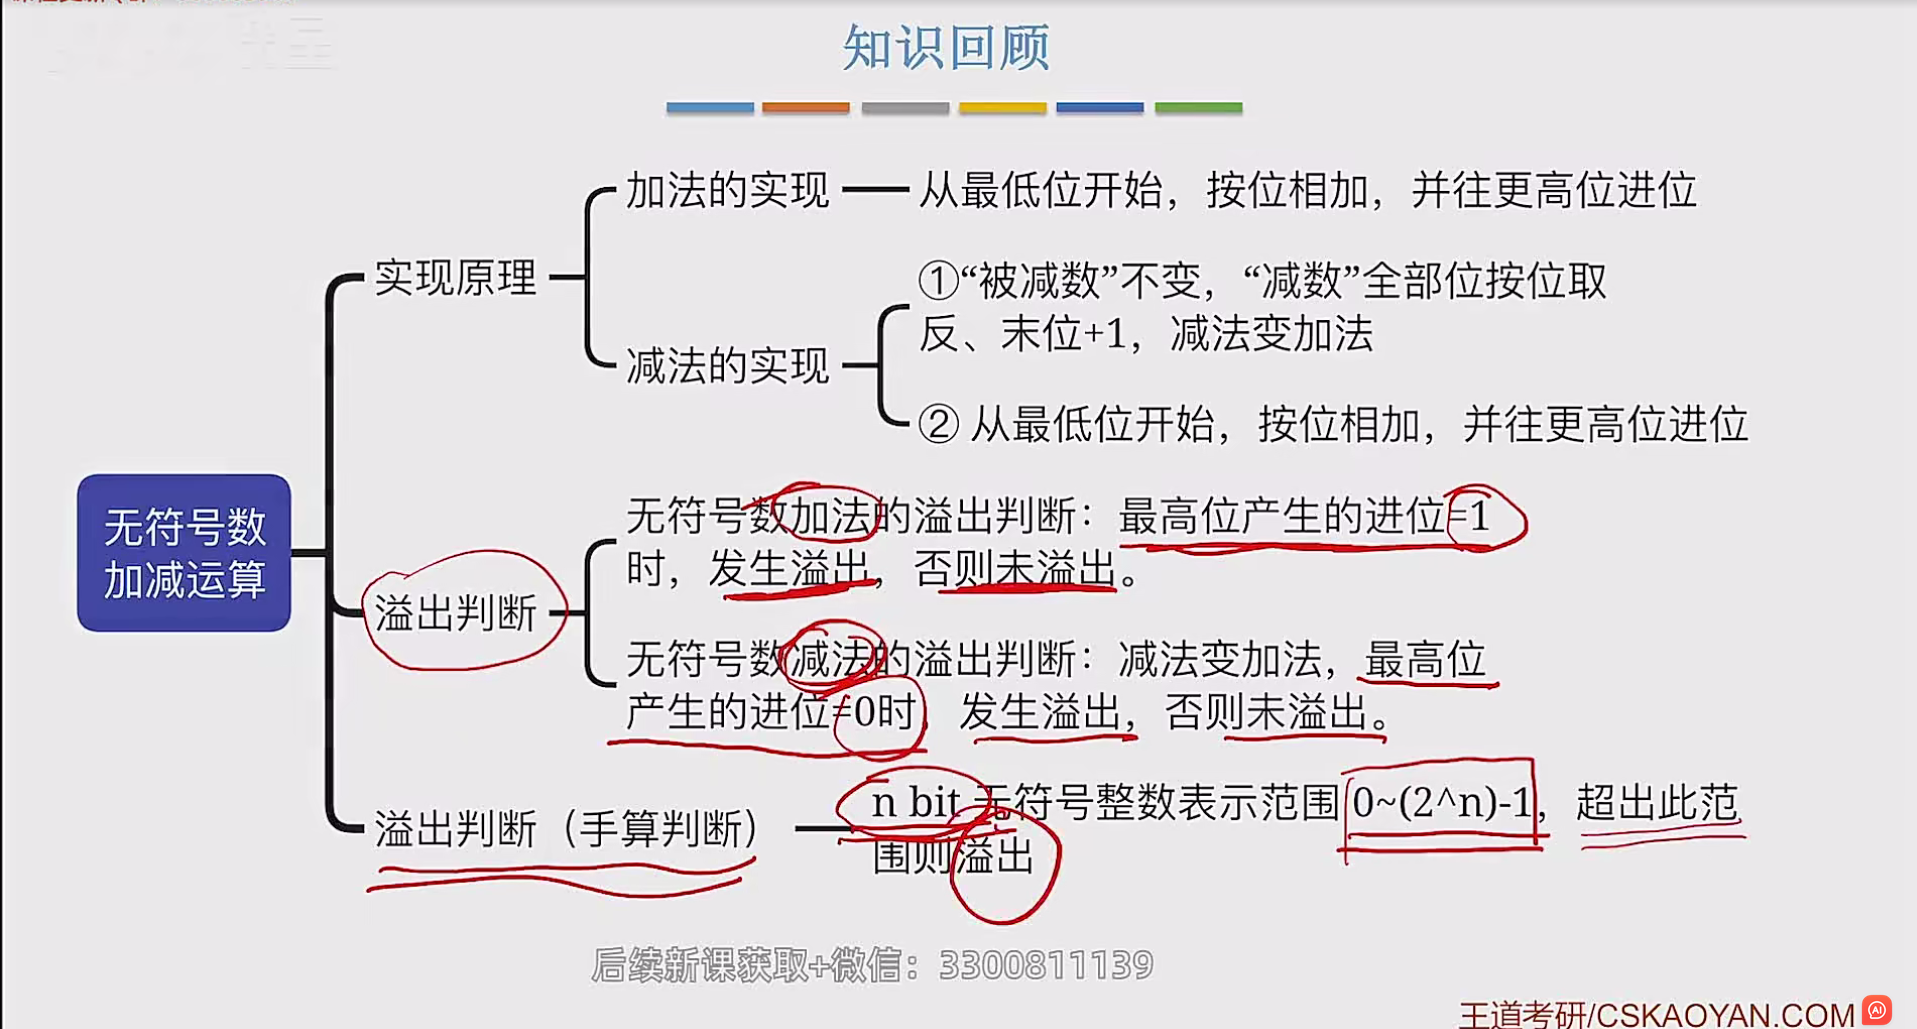 知识回顾
加法的实现
从最低位开始，按位相加，并往更高位进位
实现原理
①“被减数”不变，“减数”全部位按位取
反、末位+1，减法变加法
减法的实现
② 从最低位开始，按位相加，并往更高位进位
无符号数
加减运算
无符号数加法的溢出判断：最高位产生的进位=1
时，发生溢出，否则未溢出。
溢出判断
无符号数减法的溢出判断：减法变加法，最高位
产生的进位=0时，发生溢出，否则未溢出。
溢出判断（手算判断）
n bit 无符号整数表示范围 0~(2^n)-1，超出此范
围则溢出
后续新课获取+微信：3300811139
王道考研/CSKAOYAN.COM
AI